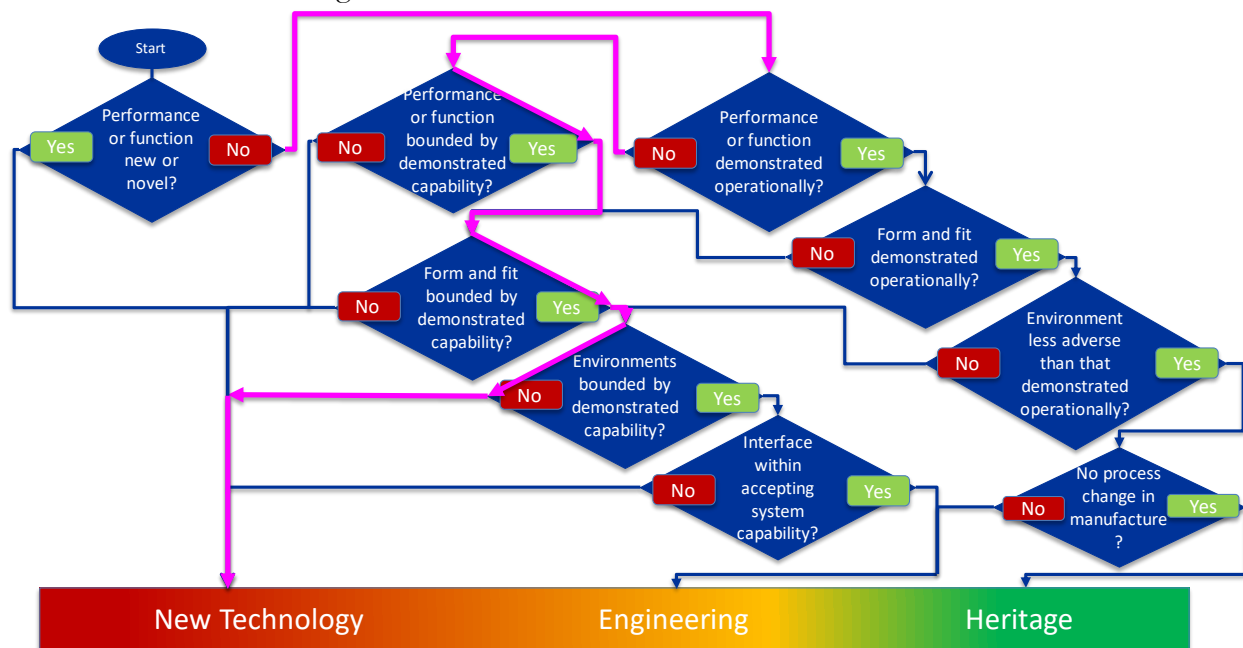 Start
Performance
or function
new or
novel?
Yes
No
Performance
or function
bounded by
demonstrated
capability?
No
Yes
Performance
or function
demonstrated
operationally?
No
Yes
Form and fit
demonstrated
operationally?
No
Yes
Form and fit
bounded by
demonstrated
capability?
No
Yes
Environment
less adverse
than that
demonstrated
operationally?
No
Yes
Environments
bounded by
demonstrated
capability?
No
Yes
Interface
within
accepting
system
capability?
No
Yes
No process
change in
manufacture
?
No
Yes
New Technology
Engineering
Heritage